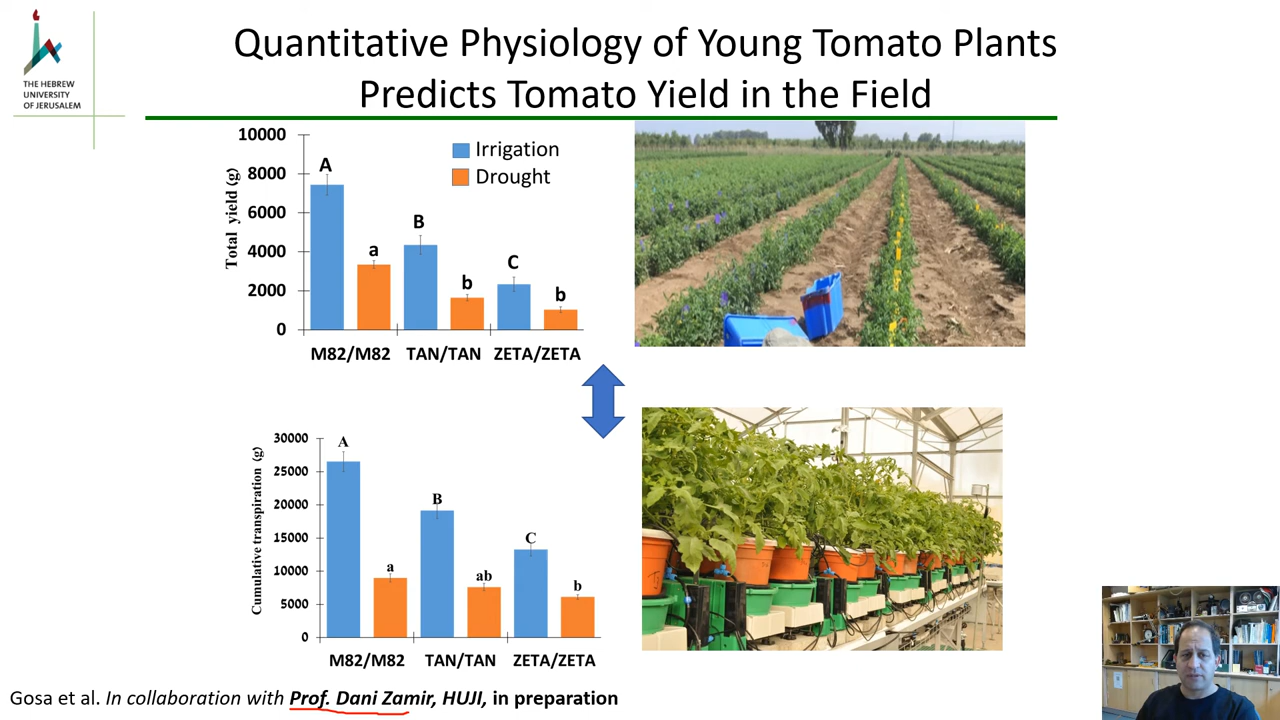 THE HEBREW
UNIVERSITY
OF JERUSALEM
Quantitative Physiology of Young Tomato Plants
Predicts Tomato Yield in the Field
Total yield (g)
10000
8000
6000
4000
2000
0
Irrigation
Drought
A
a
B
b
C
b
M82/M82 TAN/TAN ZETA/ZETA
Cumulative transpiration (g)
30000
25000
20000
15000
10000
5000
0
A
a
B
ab
C
b
M82/M82 TAN/TAN ZETA/ZETA
Gosa et al. In collaboration with Prof. Dani Zamir, HUJI, in preparation